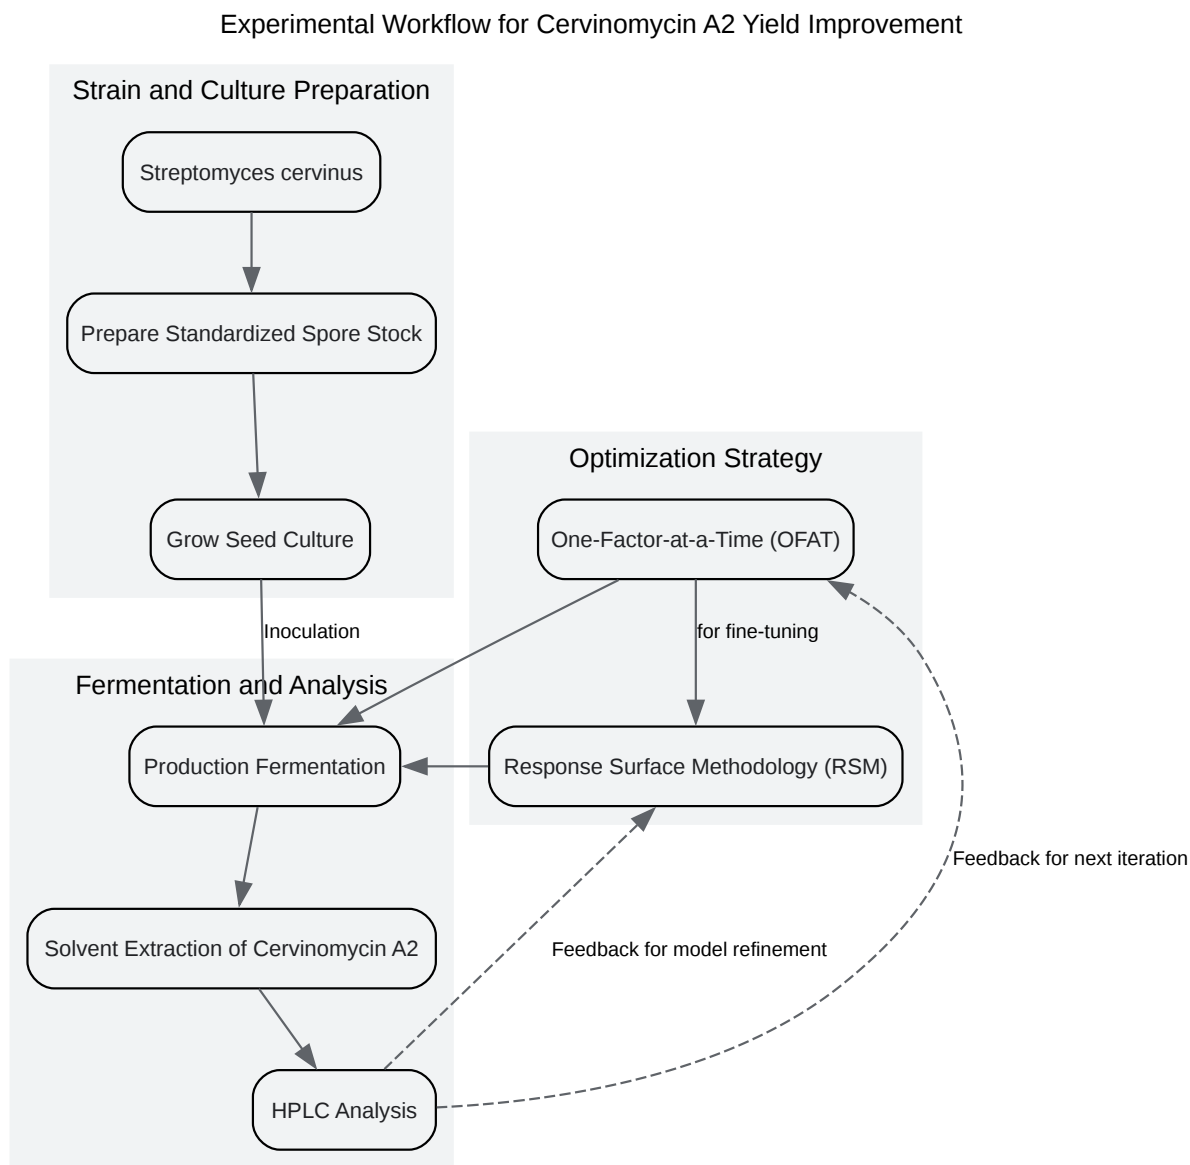 Experimental Workflow for Cervinomycin A2 Yield Improvement
Strain and Culture Preparation
Streptomyces cervinus
Prepare Standardized Spore Stock
Grow Seed Culture
Optimization Strategy
One-Factor-at-a-Time (OFAT)
Inoculation
for fine-tuning
Fermentation and Analysis
Production Fermentation
Response Surface Methodology (RSM)
Feedback for next iteration
Solvent Extraction of Cervinomycin A2
Feedback for model refinement
HPLC Analysis